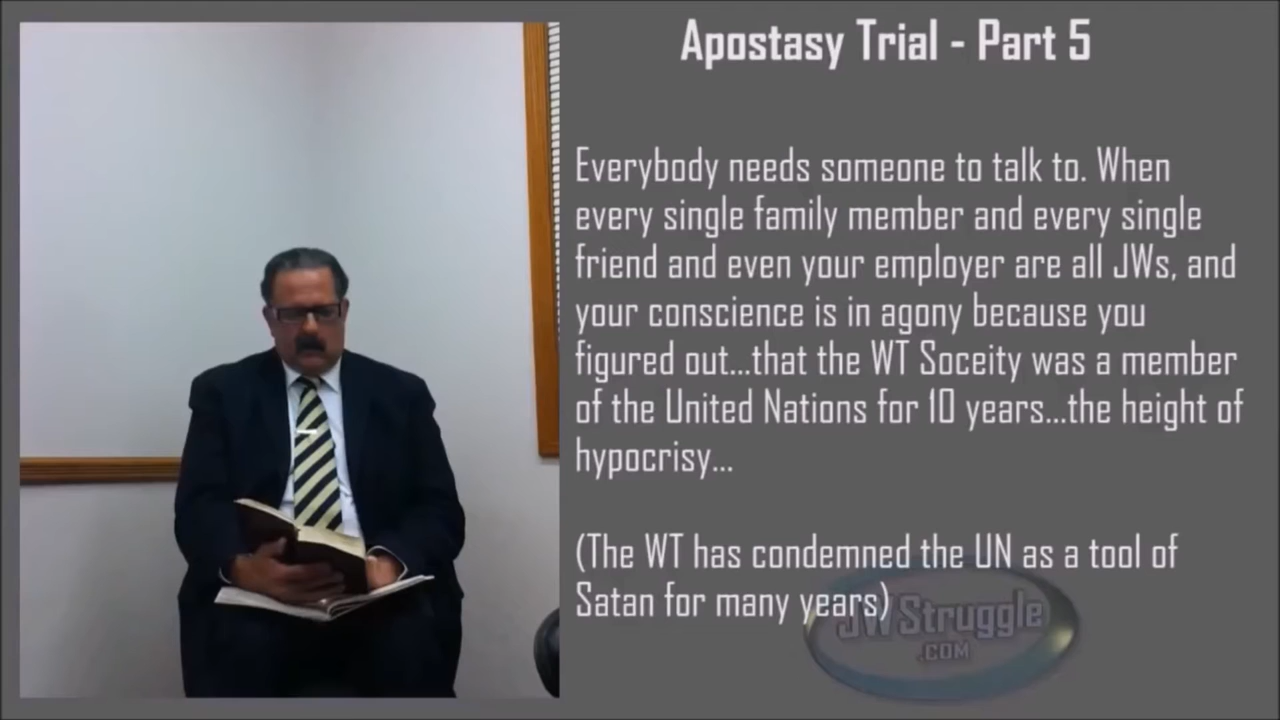 Apostasy Trial - Part 5
Everybody needs someone to talk to. When
every single family member and every single
friend and even your employer are all JWs, and
your conscience is in agony because you
figured out...that the WT Soceity was a member
of the United Nations for 10 years...the height of
hypocrisy...
(The WT has condemned the UN as a tool of
Satan for many years)
JWStruggle
.COM